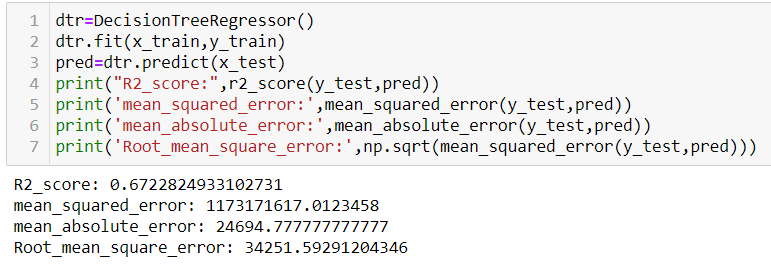 1 dtr=DecisionTreeRegressor()
2 dtr.fit(x_train,y_train)
3 pred=dtr.predict(x_test)
4 print("R2_score:",r2_score(y_test,pred))
5 print('mean_squared_error:',mean_squared_error(y_test,pred))
6 print('mean_absolute_error:',mean_absolute_error(y_test,pred))
7 print('Root_mean_square_error:',np.sqrt(mean_squared_error(y_test,pred)))
R2_score: 0.6722824933102731
mean_squared_error: 1173171617.0123458
mean_absolute_error: 24694.777777777777
Root_mean_square_error: 34251.59291204346